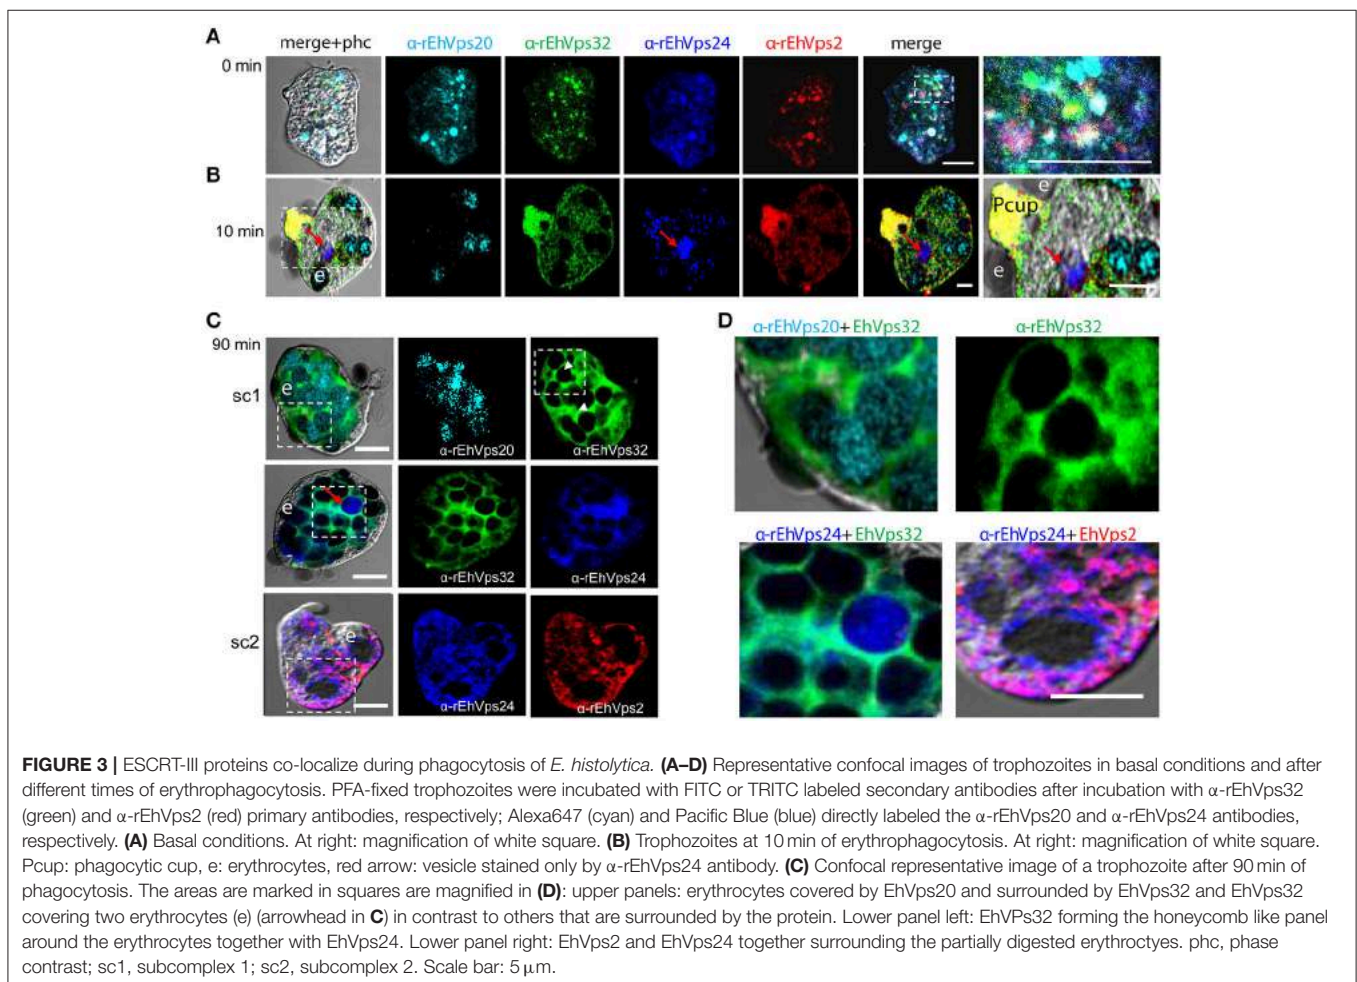 A
merge+phc α-rEhVps20 α-rEhVps32 α-rEhVps24 α-rEhVps2 merge
0 min
B
10 min
e
e
Pcup
e
C
90 min
sc1
e
α-rEhVps20
α-rEhVps32
e
α-rEhVps32
α-rEhVps24
sc2
e
α-rEhVps24
α-rEhVps2
D
α-rEhVps20+EhVps32 α-rEhVps32
α-rEhVps24+EhVps32 α-rEhVps24+EhVps2
FIGURE 3 | ESCRT-III proteins co-localize during phagocytosis of E. histolytica. (A–D) Representative confocal images of trophozoites in basal conditions and after
different times of erythrophagocytosis. PFA-fixed trophozoites were incubated with FITC or TRITC labeled secondary antibodies after incubation with α-rEhVps32
(green) and α-rEhVps2 (red) primary antibodies, respectively; Alexa647 (cyan) and Pacific Blue (blue) directly labeled the α-rEhVps20 and α-rEhVps24 antibodies,
respectively. (A) Basal conditions. At right: magnification of white square. (B) Trophozoites at 10 min of erythrophagocytosis. At right: magnification of white square.
Pcup: phagocytic cup, e: erythrocytes, red arrow: vesicle stained only by α-rEhVps24 antibody. (C) Confocal representative image of a trophozoite after 90 min of
phagocytosis. The areas are marked in squares are magnified in (D): upper panels: erythrocytes covered by EhVps20 and surrounded by EhVps32 and EhVps32
covering two erythrocytes (e) (arrowhead in C) in contrast to others that are surrounded by the protein. Lower panel left: EhVPs32 forming the honeycomb like panel
around the erythrocytes together with EhVps24. Lower panel right: EhVps2 and EhVps24 together surrounding the partially digested erythroctyes. phc, phase
contrast; sc1, subcomplex 1; sc2, subcomplex 2. Scale bar: 5 μm.